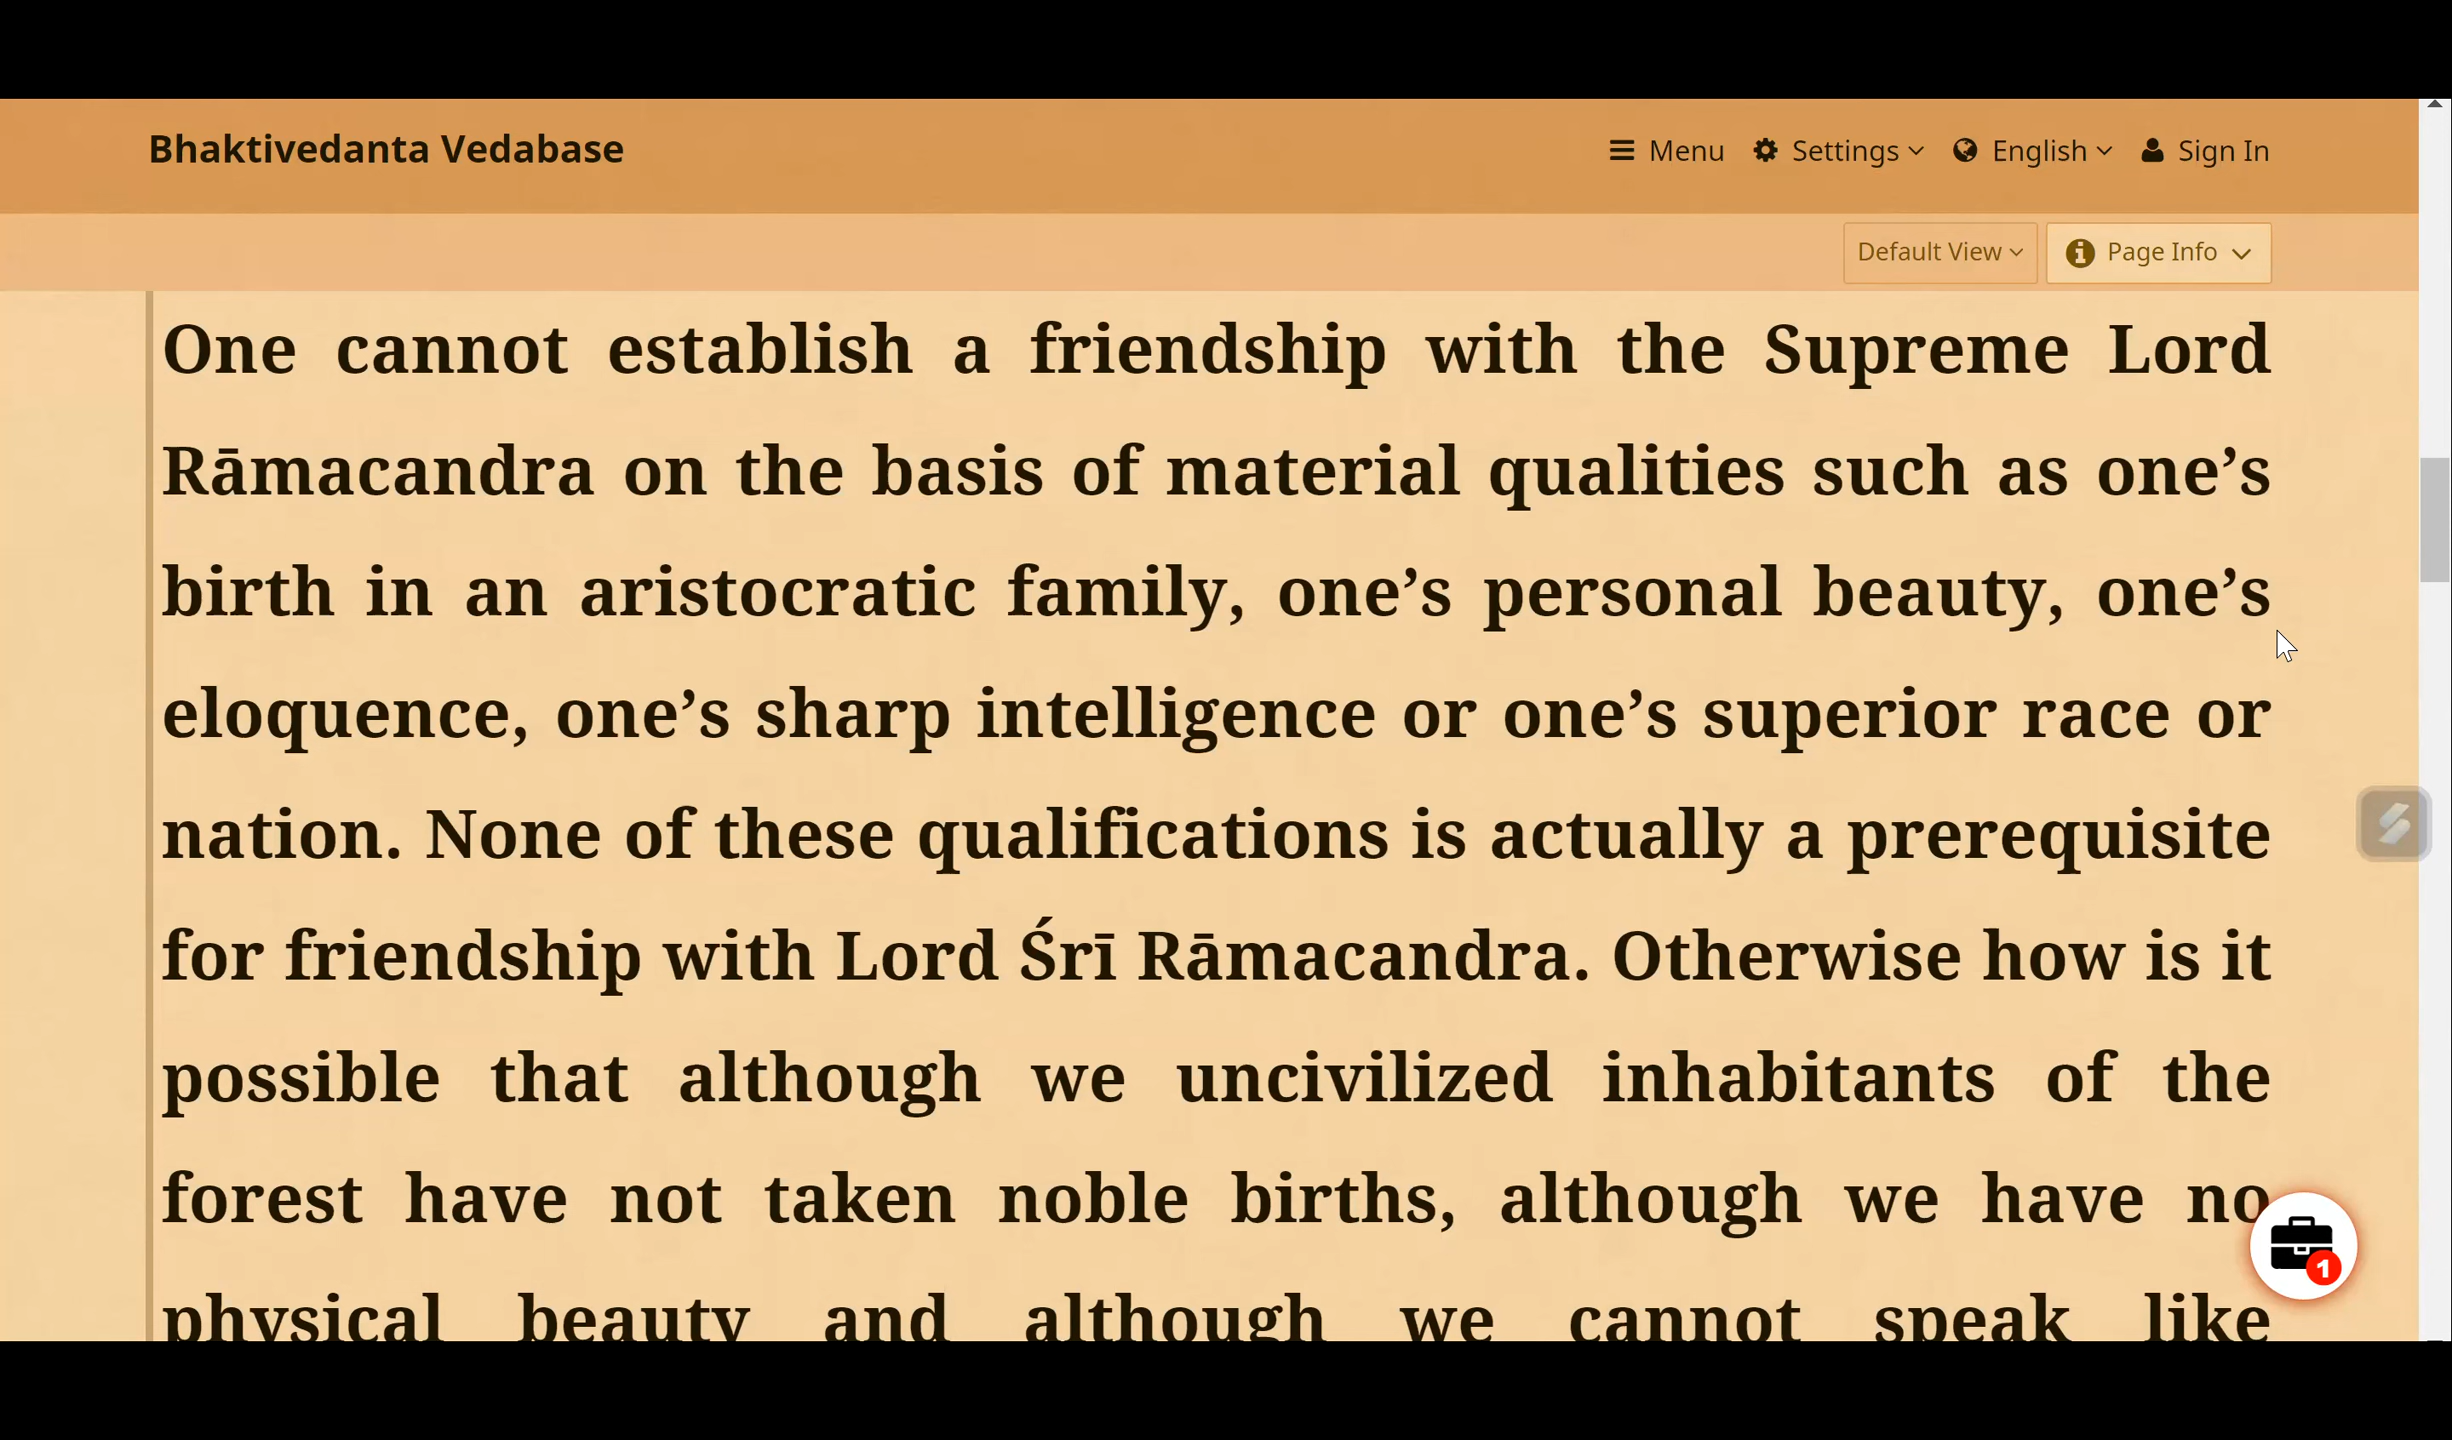 Bhaktivedanta Vedabase
Menu Settings English Sign In
Default View Page Info
One cannot establish a friendship with the Supreme Lord
Rāmacandra on the basis of material qualities such as one’s
birth in an aristocratic family, one’s personal beauty, one’s
eloquence, one’s sharp intelligence or one’s superior race or
nation. None of these qualifications is actually a prerequisite
for friendship with Lord Śrī Rāmacandra. Otherwise how is it
possible that although we uncivilized inhabitants of the
forest have not taken noble births, although we have no
physical beauty and although we cannot speak like
1